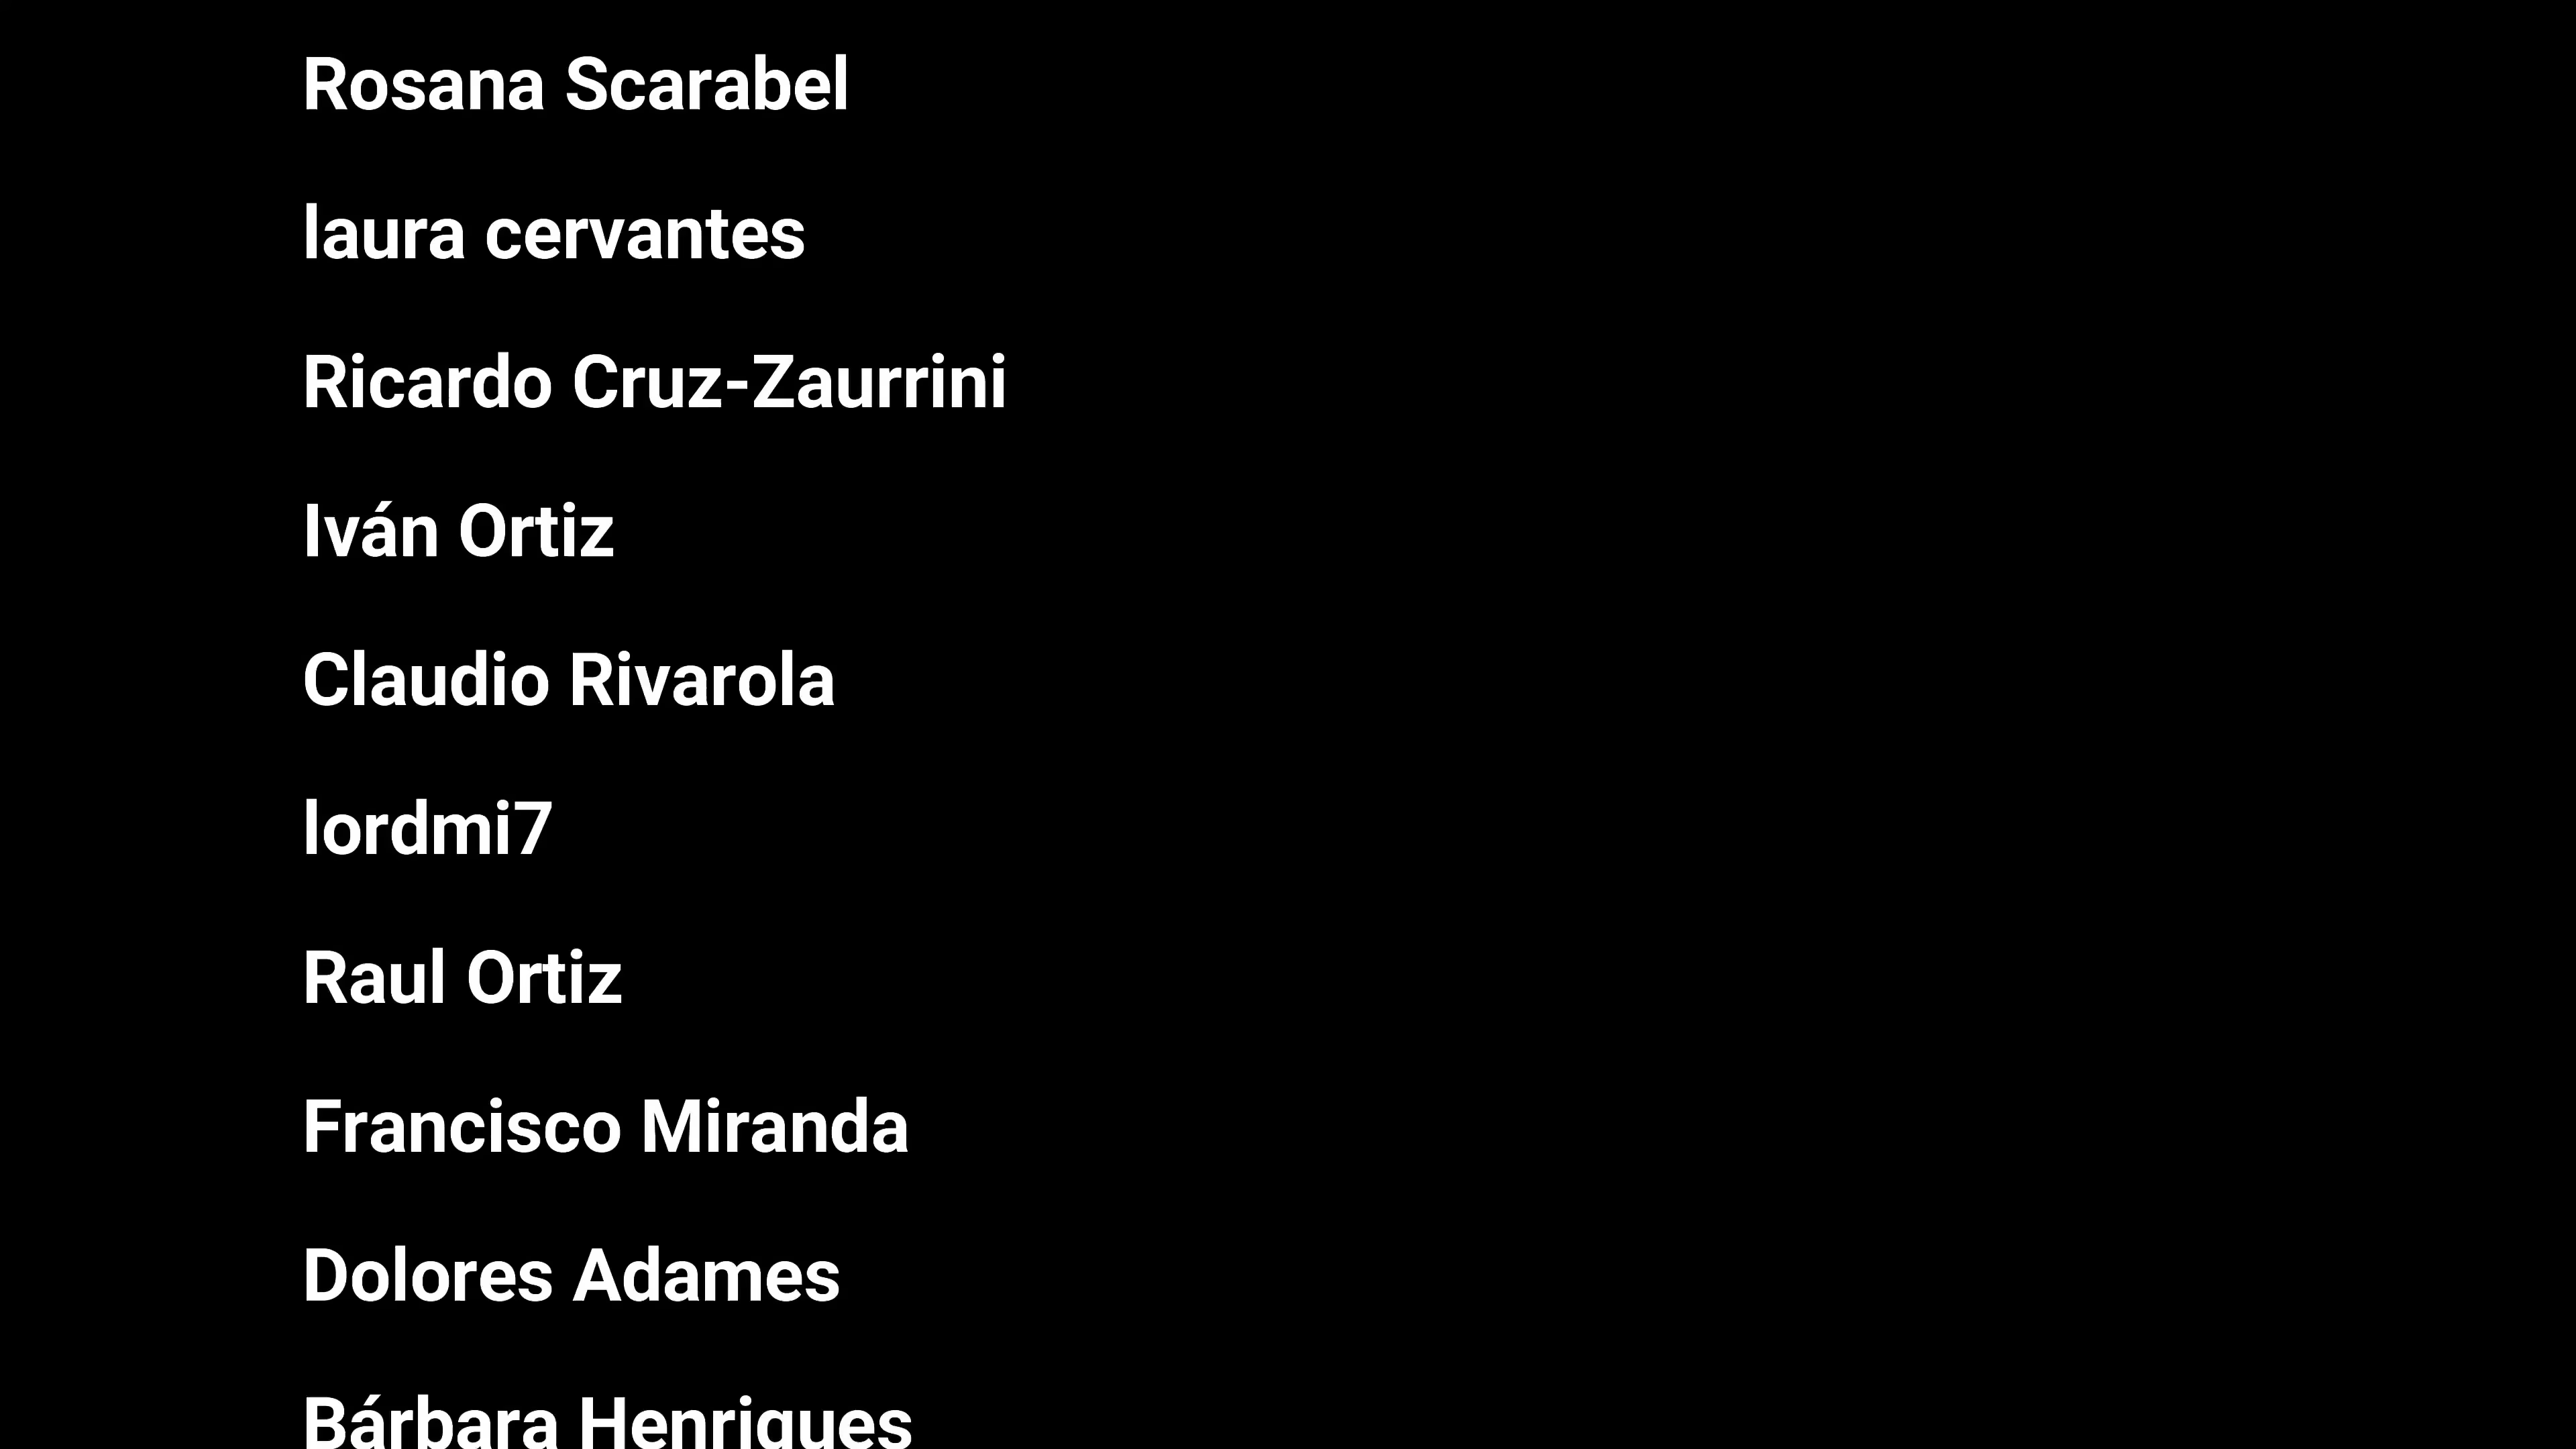 Rosana Scarabel
laura cervantes
Ricardo Cruz-Zaurrini
Iván Ortiz
Claudio Rivarola
lordmi7
Raul Ortiz
Francisco Miranda
Dolores Adames
Bárbara Henriques